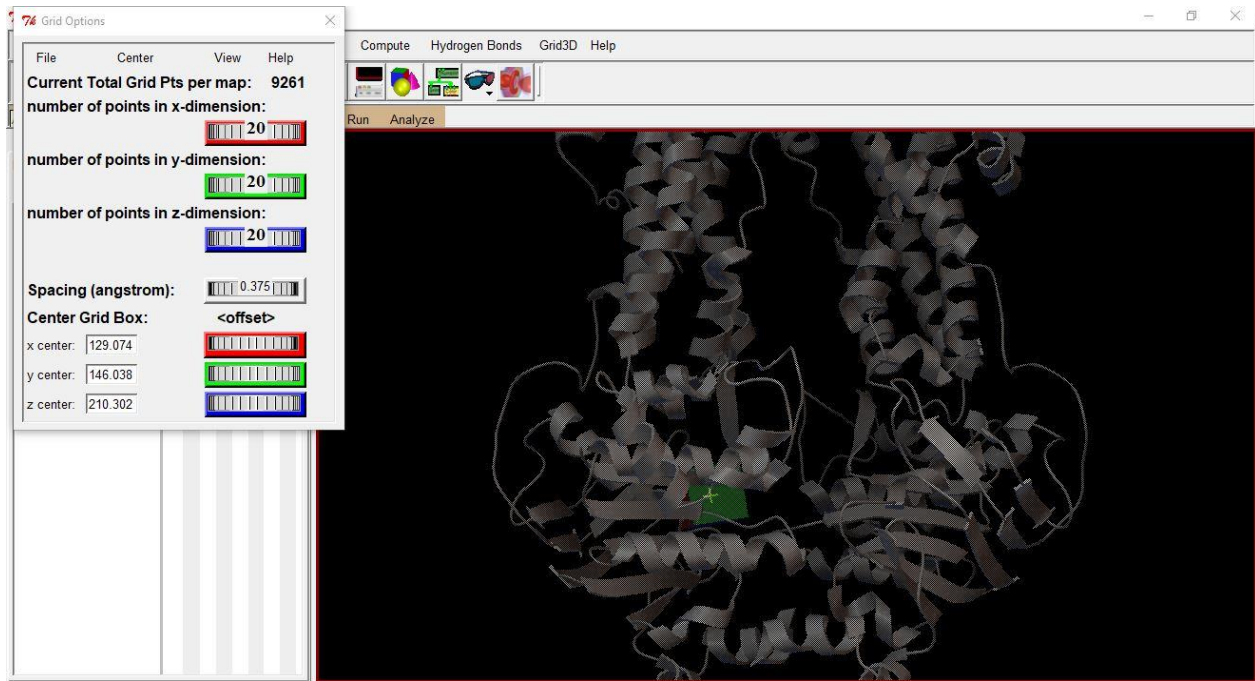 Grid Options
File Center View Help
Current Total Grid Pts per map: 9261
number of points in x-dimension:
20
number of points in y-dimension:
20
number of points in z-dimension:
20
Spacing (angstrom): 0.375
Center Grid Box: <offset>
x center: 129.074
y center: 146.038
z center: 210.302
Compute Hydrogen Bonds Grid3D Help
Run Analyze